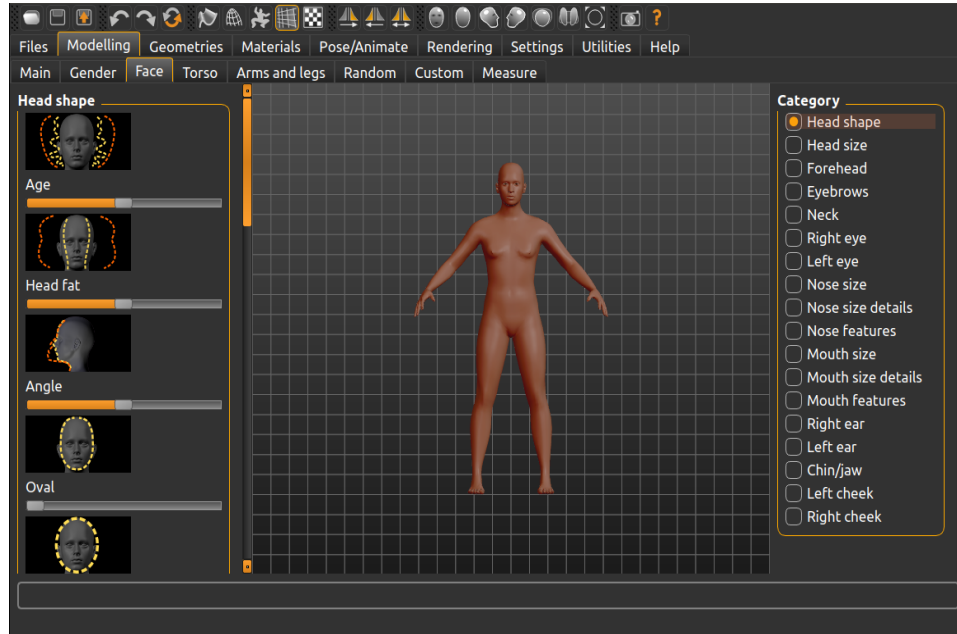 Files Modelling Geometries Materials Pose/Animate Rendering Settings Utilities Help
Main Gender Face Torso Arms and legs Random Custom Measure
Head shape
Age
Head fat
Angle
Oval
Category
Head shape
Head size
Forehead
Eyebrows
Neck
Right eye
Left eye
Nose size
Nose size details
Nose features
Mouth size
Mouth size details
Mouth features
Right ear
Left ear
Chin/jaw
Left cheek
Right cheek